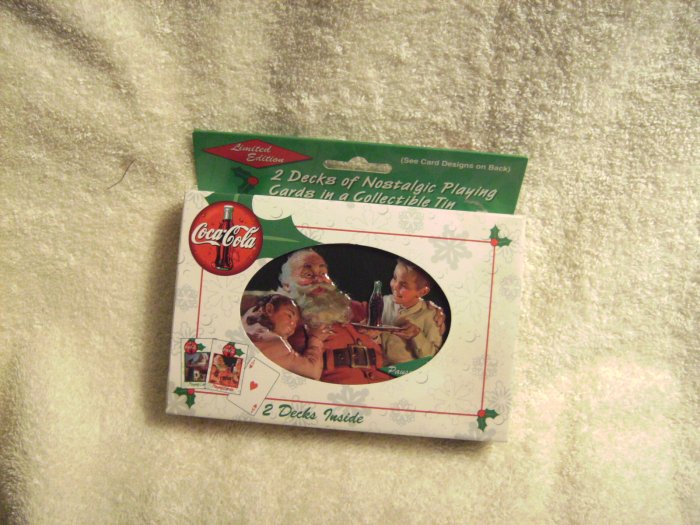 Limited
Edition
(See Card Designs on Back)
2 Decks of Nostalgic Playing
Cards in a Collectible Tin
Coca-Cola
2 Decks Inside